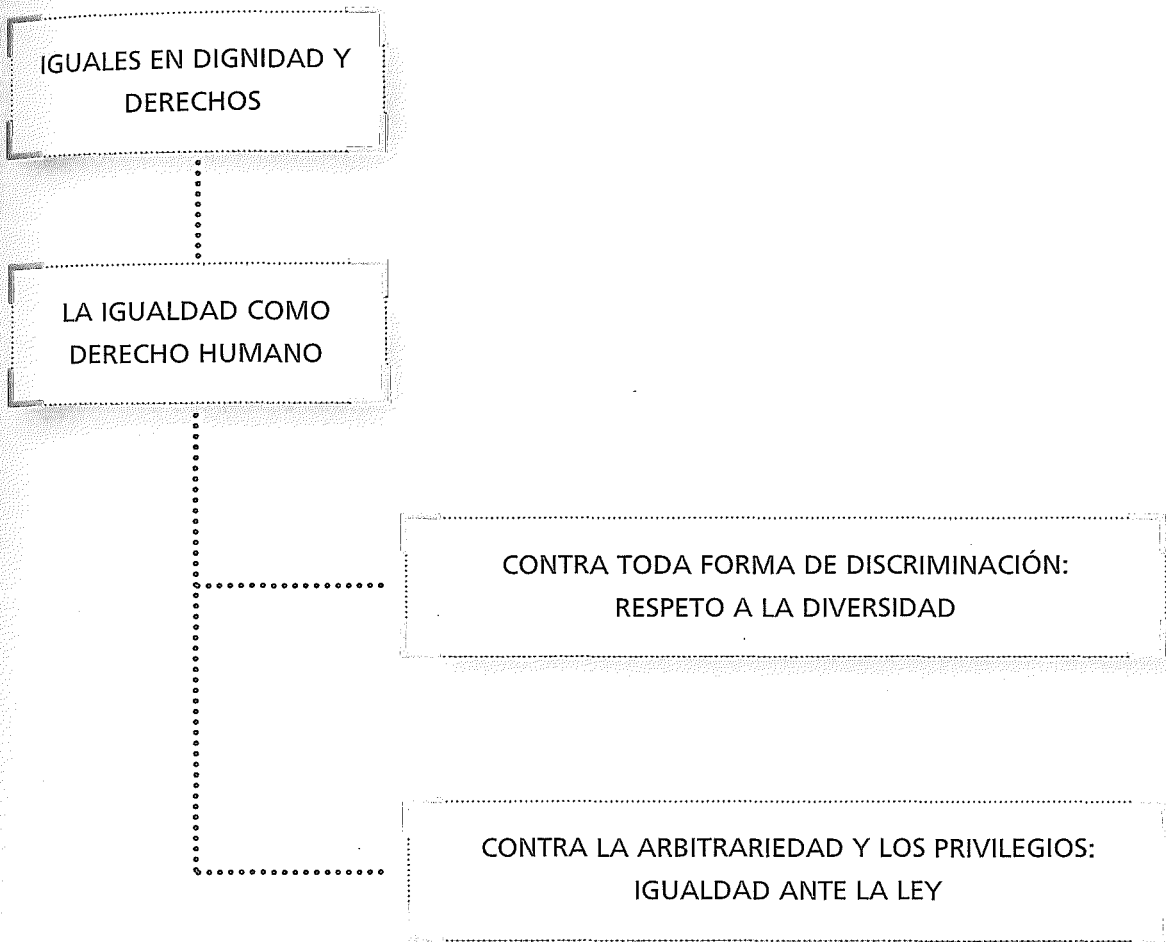 IGUALES EN DIGNIDAD Y
DERECHOS
LA IGUALDAD COMO
DERECHO HUMANO
CONTRA TODA FORMA DE DISCRIMINACIÓN:
RESPETO A LA DIVERSIDAD
CONTRA LA ARBITRARIEDAD Y LOS PRIVILEGIOS:
IGUALDAD ANTE LA LEY